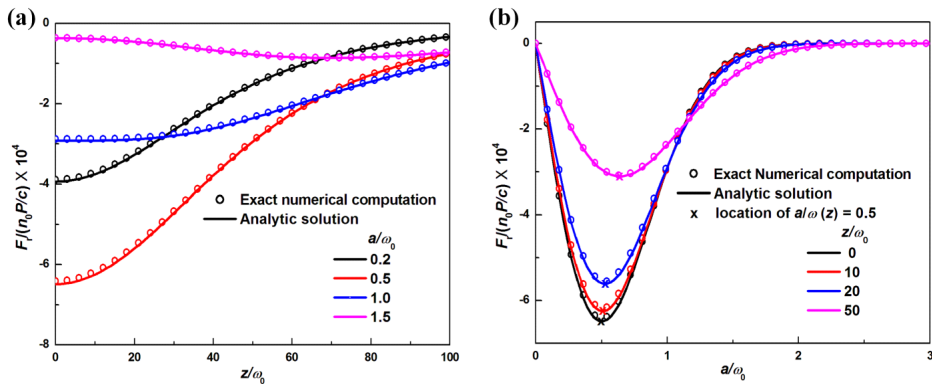 (a)
0
-2
-4
-6
-8
F_r/(n_0P/c) X 10^4
Exact numerical computation
Analytic solution
a/ω_0
0.2
0.5
1.0
1.5
0 20 40 60 80 100
z/ω_0
(b)
0
-2
-4
-6
F_r/(n_0P/c) X 10^4
Exact Numerical computation
Analytic solution
x location of a/ω (z) = 0.5
z/ω_0
0
10
20
50
0 1 2 3
a/ω_0